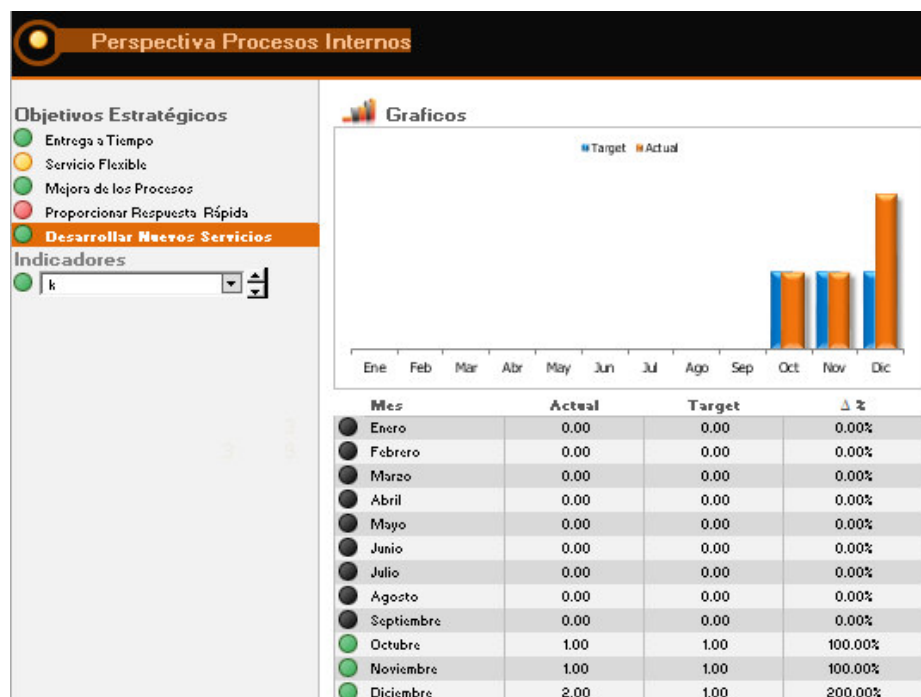 Perspectiva Procesos Internos
Objetivos Estratégicos
Entrega a Tiempo
Servicio Flexible
Mejora de los Procesos
Proporcionar Respuesta Rápida
Desarrollar Nuevos Servicios
Indicadores
k
Graficos
Target Actual
Ene Feb Mar Abr May Jun Jul Ago Sep Oct Nov Dic
Mes Actual Target Δ %
Enero 0.00 0.00 0.00%
Febrero 0.00 0.00 0.00%
Marzo 0.00 0.00 0.00%
Abril 0.00 0.00 0.00%
Mayo 0.00 0.00 0.00%
Junio 0.00 0.00 0.00%
Julio 0.00 0.00 0.00%
Agosto 0.00 0.00 0.00%
Septiembre 0.00 0.00 0.00%
Octubre 1.00 1.00 100.00%
Noviembre 1.00 1.00 100.00%
Diciembre 2.00 1.00 200.00%